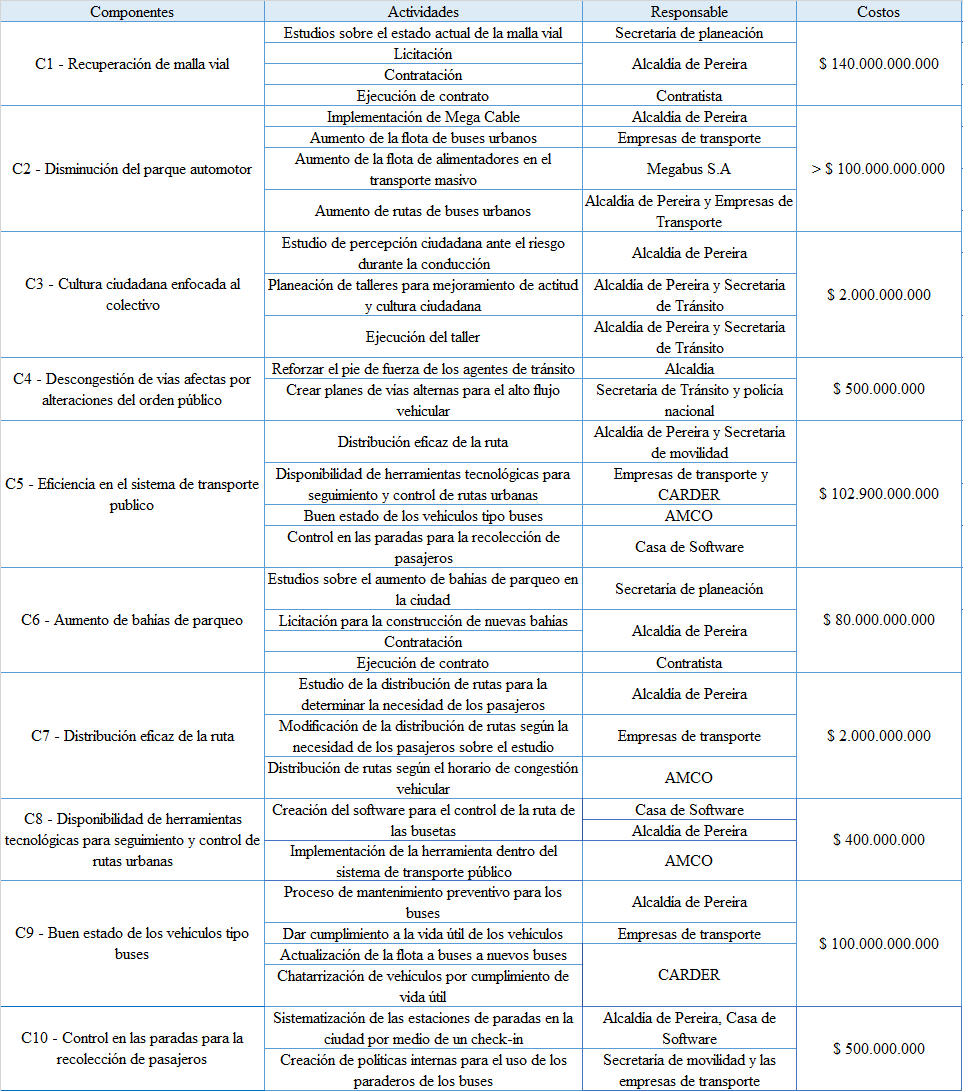 Componentes Actividades Responsable Costos
C1 - Recuperación de malla vial
Estudios sobre el estado actual de la malla vial
Secretaría de planeación
Licitación
Contratación
Alcaldía de Pereira
Ejecución de contrato
Contratista
$ 140.000.000.000
C2 - Disminución del parque automotor
Implementación de Mega Cable
Alcaldía de Pereira
Aumento de la flota de buses urbanos
Empresas de transporte
Aumento de la flota de alimentadores en el
transporte masivo
Megabus S.A
Aumento de rutas de buses urbanos
Alcaldía de Pereira y Empresas de
Transporte
> $ 100.000.000.000
C3 - Cultura ciudadana enfocada al
colectivo
Estudio de percepción ciudadana ante el riesgo
durante la conducción
Alcaldía de Pereira
Planeación de talleres para mejoramiento de actitud
y cultura ciudadana
Alcaldía de Pereira y Secretaría
de Tránsito
Ejecución del taller
Alcaldía de Pereira y Secretaría
de Tránsito
$ 2.000.000.000
C4 - Descongestión de vías afectas por
alteraciones del orden público
Reforzar el pie de fuerza de los agentes de tránsito
Alcaldía
Crear planes de vías alternas para el alto flujo
vehicular
Secretaría de Tránsito y policía
nacional
$ 500.000.000
C5 - Eficiencia en el sistema de transporte
publico
Distribución eficaz de la ruta
Alcaldía de Pereira y Secretaría
de movilidad
Disponibilidad de herramientas tecnológicas para
seguimiento y control de rutas urbanas
Empresas de transporte y
CARDER
Buen estado de los vehículos tipo buses
AMCO
Control en las paradas para la recolección de
pasajeros
Casa de Software
$ 102.900.000.000
C6 - Aumento de bahías de parqueo
Estudios sobre el aumento de bahías de parqueo en
la ciudad
Secretaría de planeación
Licitación para la construcción de nuevas bahías
Contratación
Alcaldía de Pereira
Ejecución de contrato
Contratista
$ 80.000.000.000
C7 - Distribución eficaz de la ruta
Estudio de la distribución de rutas para la
determinar la necesidad de los pasajeros
Alcaldía de Pereira
Modificación de la distribución de rutas según la
necesidad de los pasajeros sobre el estudio
Empresas de transporte
Distribución de rutas según el horario de congestión
vehicular
AMCO
$ 2.000.000.000
C8 - Disponibilidad de herramientas
tecnológicas para seguimiento y control de
rutas urbanas
Creación del software para el control de la ruta de
las busetas
Casa de Software
Alcaldía de Pereira
Implementación de la herramienta dentro del
sistema de transporte público
AMCO
$ 400.000.000
C9 - Buen estado de los vehículos tipo
buses
Proceso de mantenimiento preventivo para los
buses
Alcaldía de Pereira
Dar cumplimiento a la vida útil de los vehículos
Empresas de transporte
Actualización de la flota a buses a nuevos buses
Chatarrización de vehículos por cumplimiento de
vida útil
CARDER
$ 100.000.000.000
C10 - Control en las paradas para la
recolección de pasajeros
Sistematización de las estaciones de paradas en la
ciudad por medio de un check-in
Alcaldía de Pereira, Casa de
Software
Creación de políticas internas para el uso de los
paraderos de los buses
Secretaría de movilidad y las
empresas de transporte
$ 500.000.000